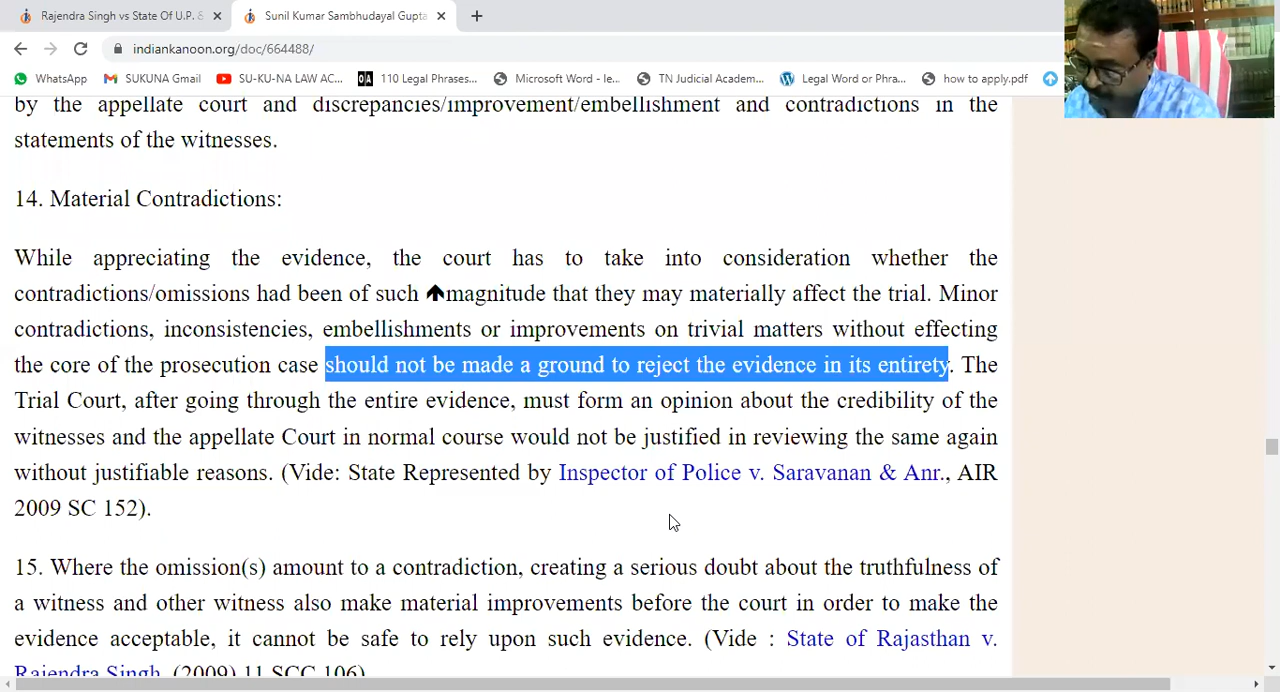 Rajendra Singh vs State Of U.P. &
Sunil Kumar Sambhudayal Gupta
indiankanoon.org/doc/664488/
WhatsApp
SUKUNA Gmail
SU-KU-NA LAW AC...
110 Legal Phrases...
Microsoft Word - le...
TN Judicial Academ...
Legal Word or Phra...
how to apply.pdf
by the appellate court and discrepancies/improvement/embellishment and contradictions in the
statements of the witnesses.
14. Material Contradictions:
While appreciating the evidence, the court has to take into consideration whether the
contradictions/omissions had been of such magnitude that they may materially affect the trial. Minor
contradictions, inconsistencies, embellishments or improvements on trivial matters without effecting
the core of the prosecution case should not be made a ground to reject the evidence in its entirety. The
Trial Court, after going through the entire evidence, must form an opinion about the credibility of the
witnesses and the appellate Court in normal course would not be justified in reviewing the same again
without justifiable reasons. (Vide: State Represented by Inspector of Police v. Saravanan & Anr., AIR
2009 SC 152).
15. Where the omission(s) amount to a contradiction, creating a serious doubt about the truthfulness of
a witness and other witness also make material improvements before the court in order to make the
evidence acceptable, it cannot be safe to rely upon such evidence. (Vide : State of Rajasthan v.
Rajendra Singh, (2009) 11 SCC 106)